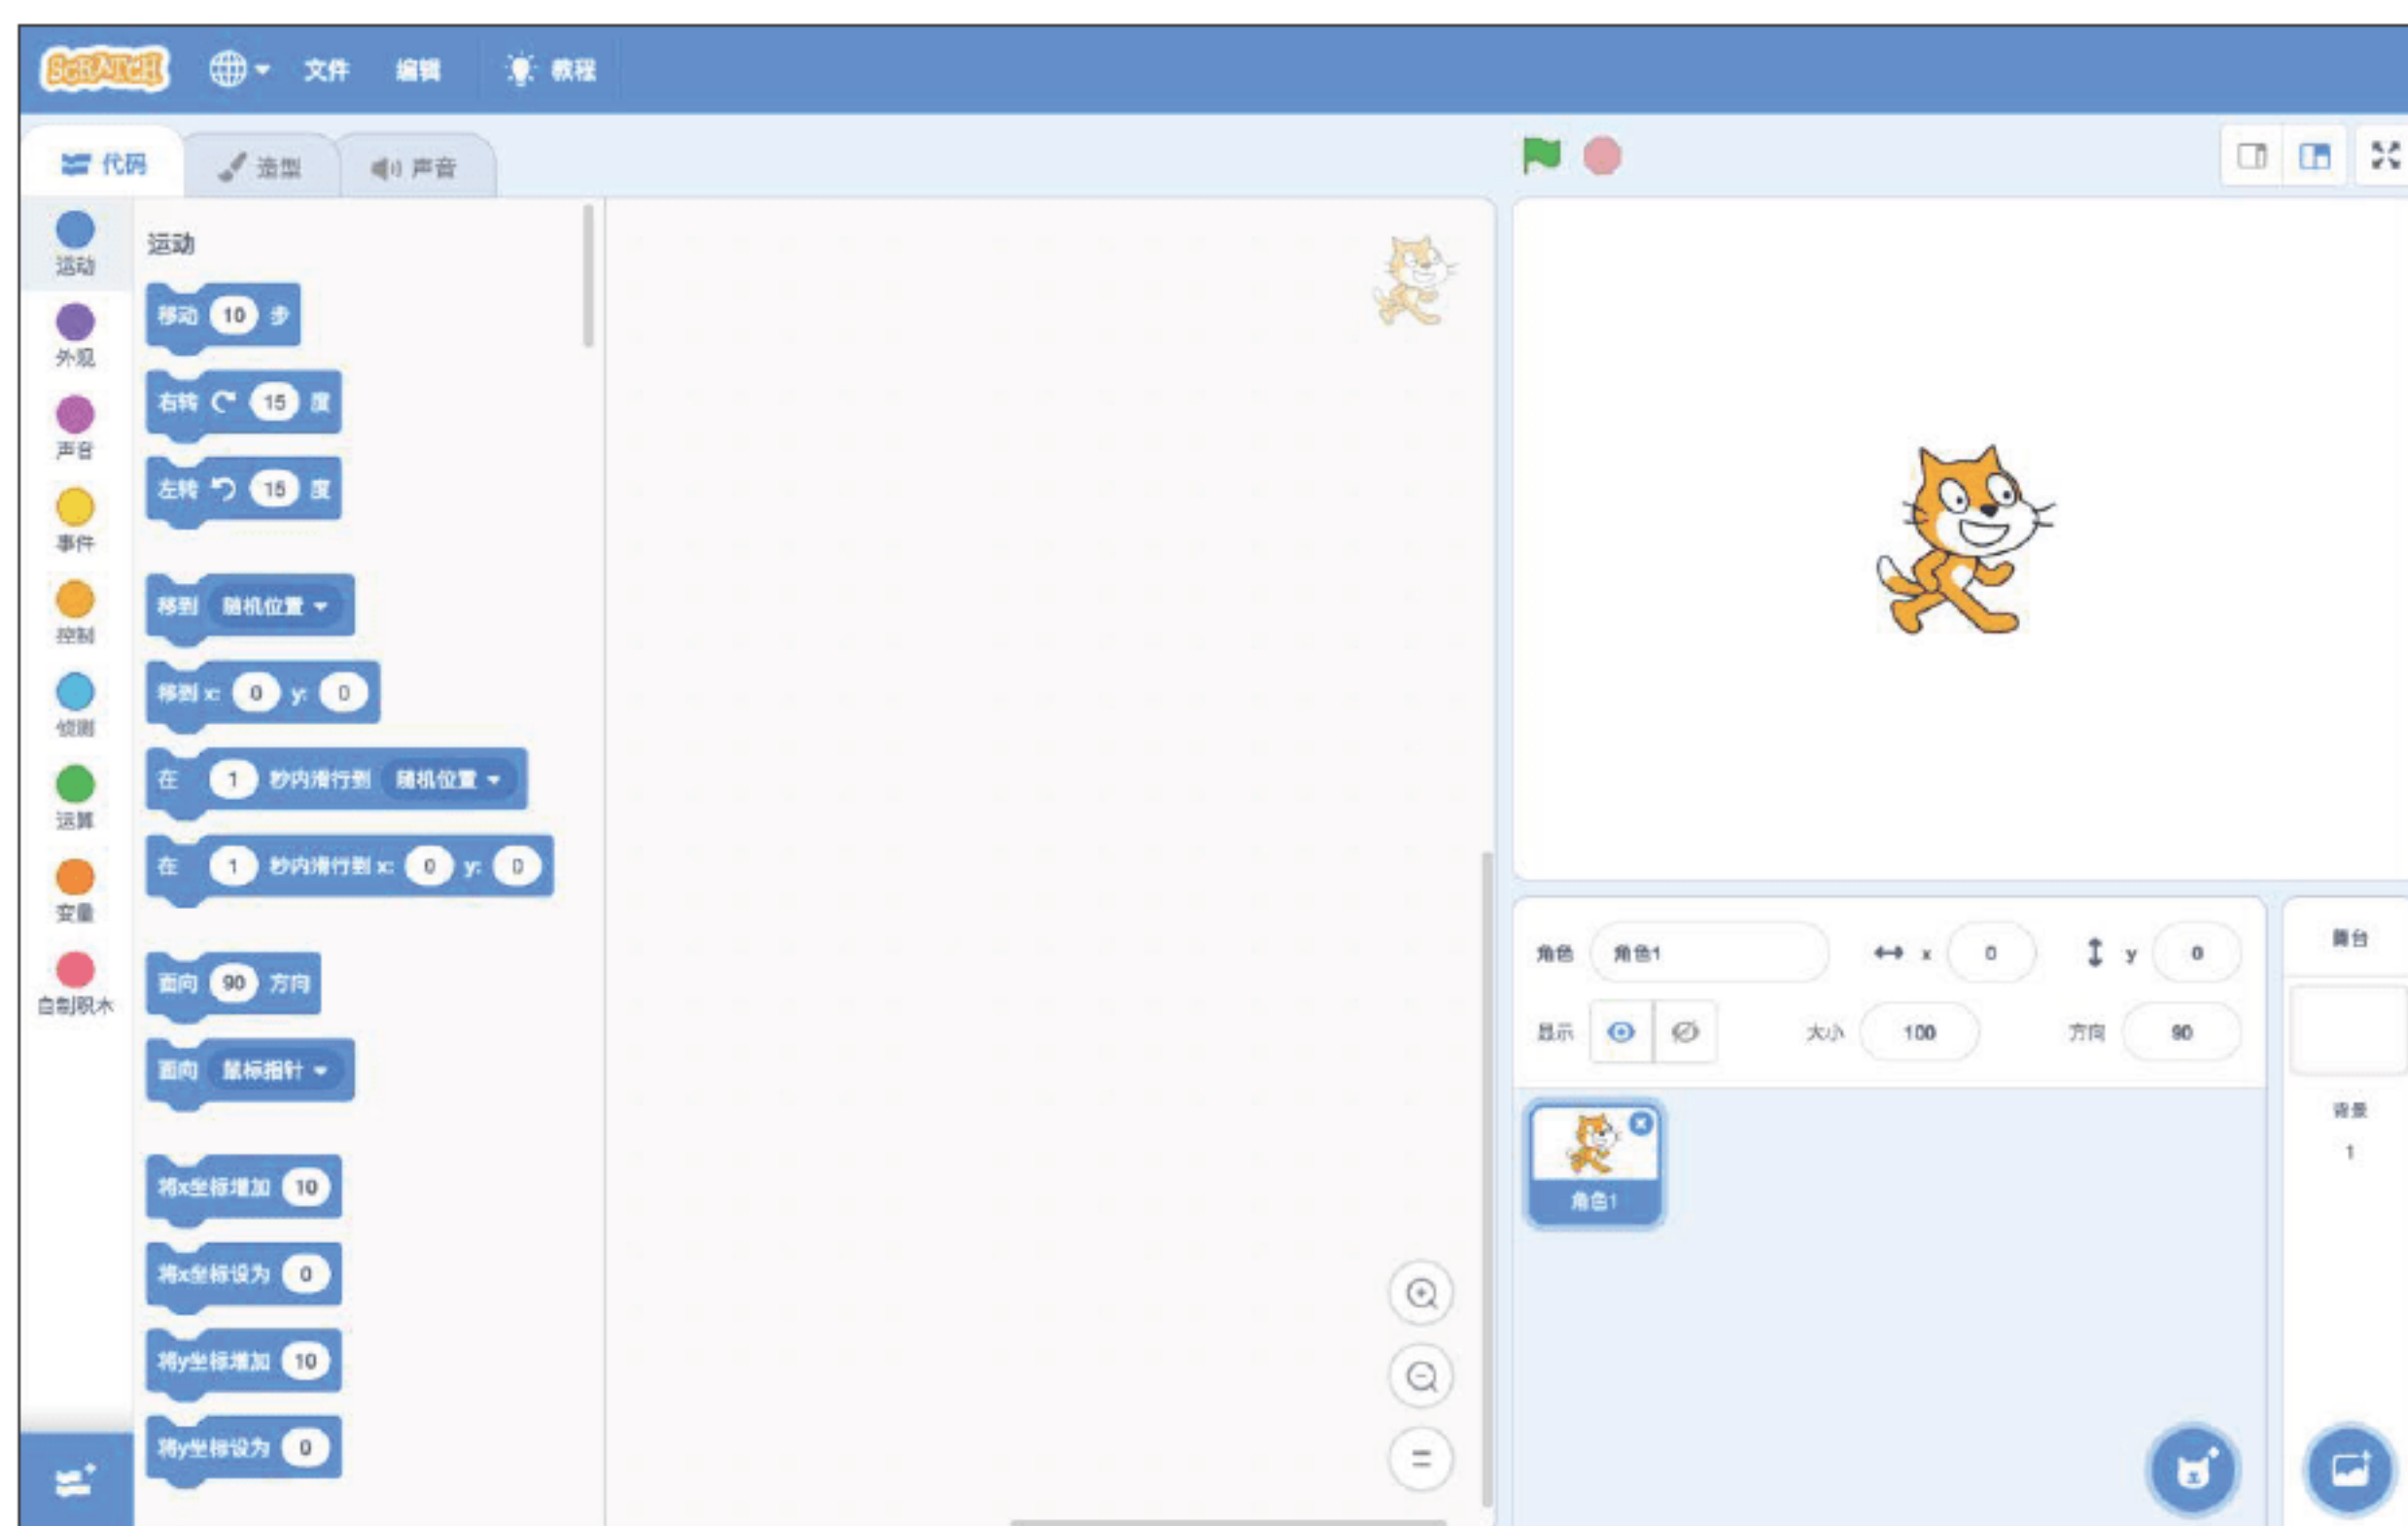 SCRATCH 文件 编辑 教程
代码 造型 声音
运动
外观
声音
事件
控制
侦测
运算
变量
自制积木
运动
移动 10 步
右转 15 度
左转 15 度
移到 随机位置
移到 x: 0 y: 0
在 1 秒内滑行到 随机位置
在 1 秒内滑行到 x: 0 y: 0
面向 90 方向
面向 鼠标指针
将x坐标增加 10
将x坐标设为 0
将y坐标增加 10
将y坐标设为 0
角色 角色1 x 0 y 0
显示 大小 100 方向 90
角色1
舞台
背景
1